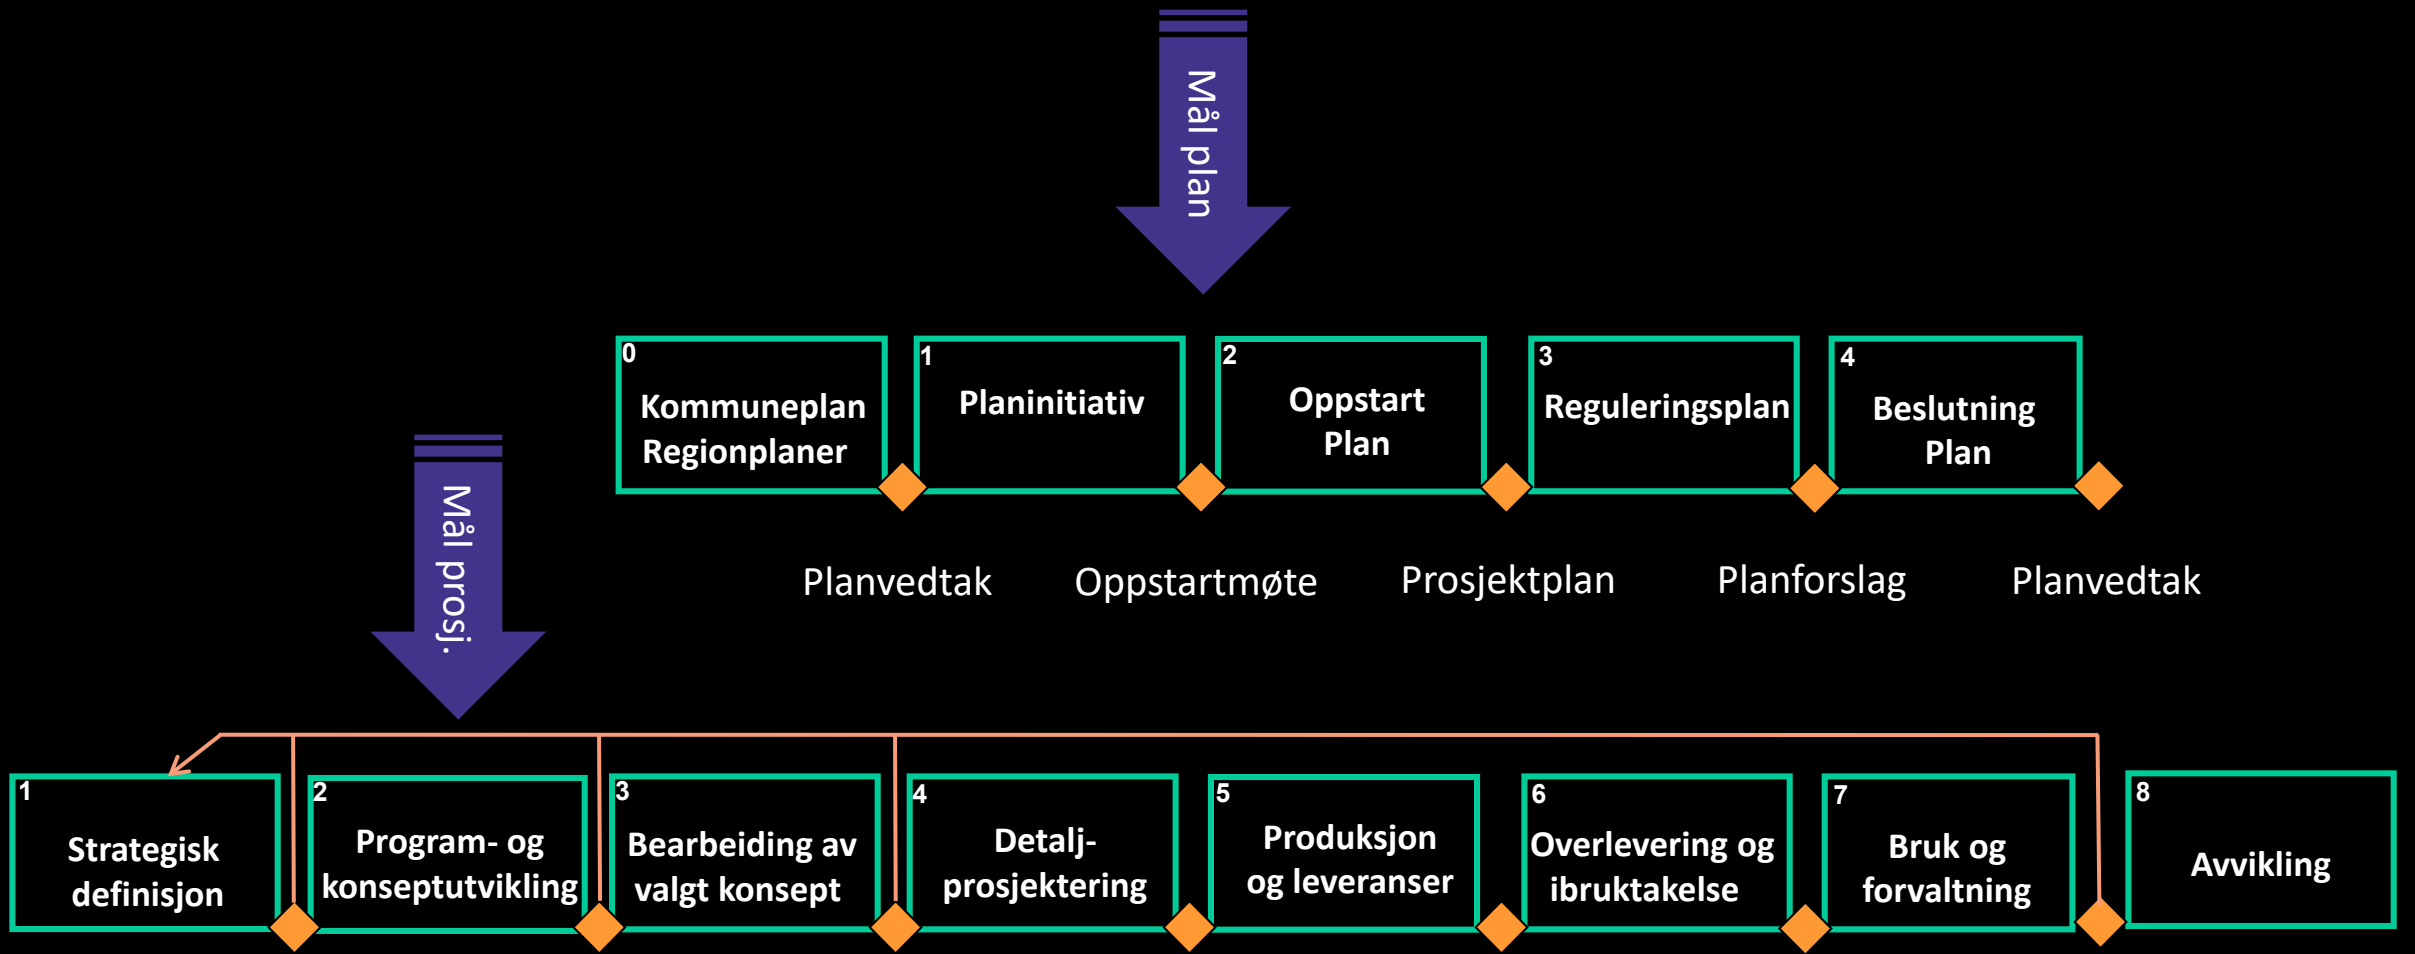 Mål plan
0
Kommuneplan
Regionplaner
1
Planinitiativ
2
Oppstart
Plan
3
Reguleringsplan
4
Beslutning
Plan
Planvedtak
Oppstartmøte
Prosjektplan
Planforslag
Planvedtak
Mål prosj.
1
Strategisk
definisjon
2
Program- og
konseptutvikling
3
Bearbeiding av
valgt konsept
4
Detalj-
prosjektering
5
Produksjon
og leveranser
6
Overlevering og
ibruktakelse
7
Bruk og
forvaltning
8
Avvikling